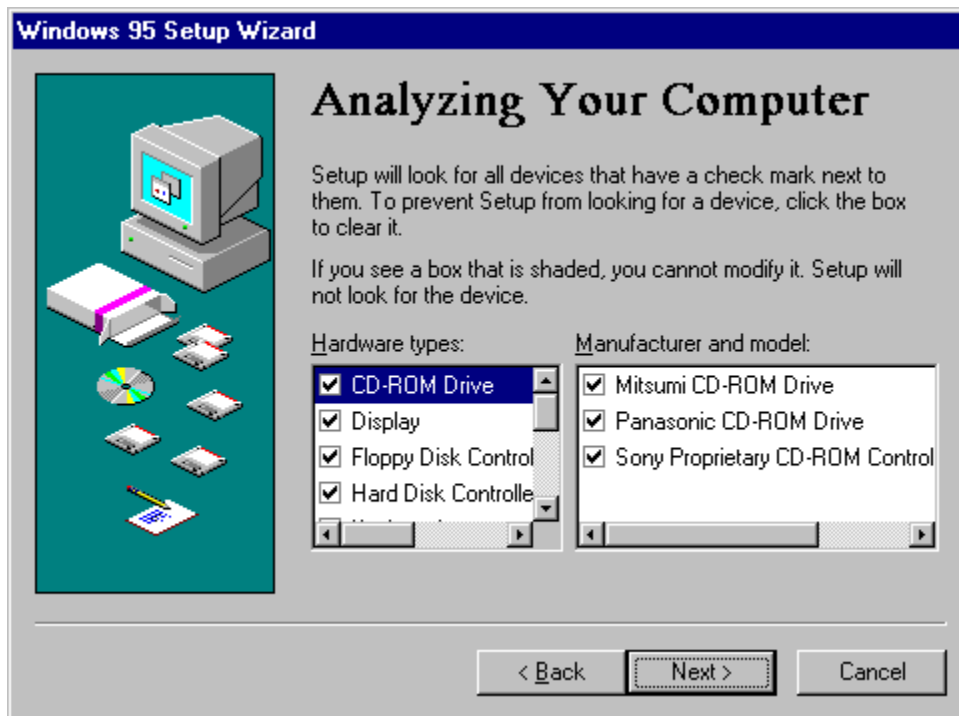 Windows 95 Setup Wizard
Analyzing Your Computer
Setup will look for all devices that have a check mark next to
them. To prevent Setup from looking for a device, click the box
to clear it.
If you see a box that is shaded, you cannot modify it. Setup will
not look for the device.
Hardware types:
CD-ROM Drive
Display
Floppy Disk Control
Hard Disk Controlle
Manufacturer and model:
Mitsumi CD-ROM Drive
Panasonic CD-ROM Drive
Sony Proprietary CD-ROM Control
< Back
Next >
Cancel